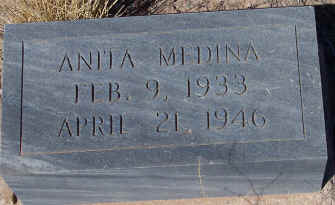 ANITA MEDINA
FEB. 9, 1933
APRIL 21, 1946